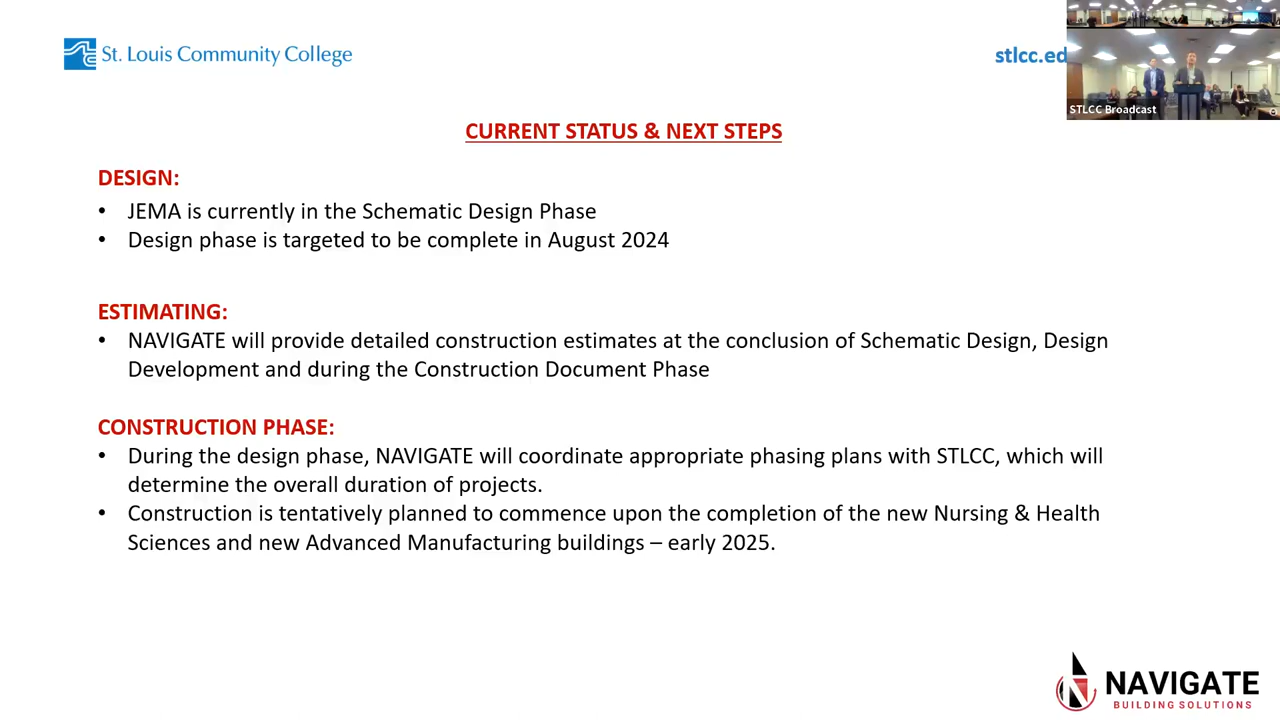 St. Louis Community College
stlcc.ed
STLCC Broadcast
CURRENT STATUS & NEXT STEPS
DESIGN:
• JEMA is currently in the Schematic Design Phase
• Design phase is targeted to be complete in August 2024
ESTIMATING:
• NAVIGATE will provide detailed construction estimates at the conclusion of Schematic Design, Design
Development and during the Construction Document Phase
CONSTRUCTION PHASE:
• During the design phase, NAVIGATE will coordinate appropriate phasing plans with STLCC, which will
determine the overall duration of projects.
• Construction is tentatively planned to commence upon the completion of the new Nursing & Health
Sciences and new Advanced Manufacturing buildings – early 2025.
NAVIGATE
BUILDING SOLUTIONS